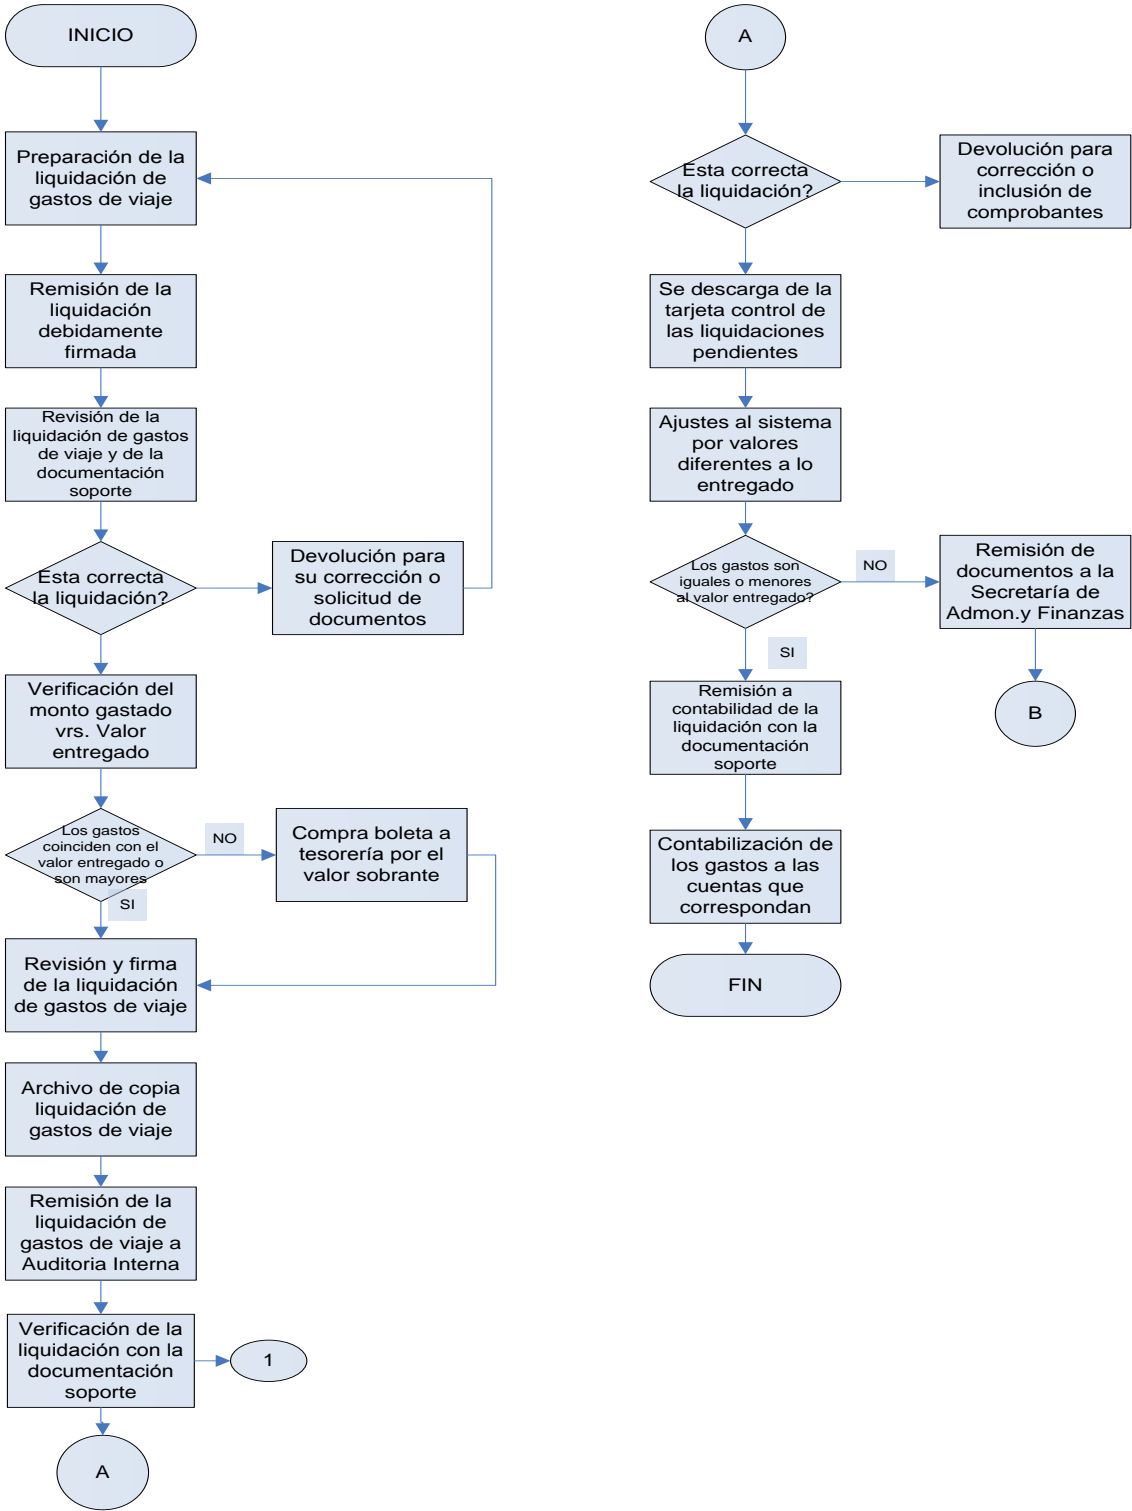 INICIO
Preparación de la
liquidación de
gastos de viaje
Remisión de la
liquidación
debidamente
firmada
Revisión de la
liquidación de gastos
de viaje y de la
documentación
soporte
Esta correcta
la liquidación?
Devolución para
su corrección o
solicitud de
documentos
Verificación del
monto gastado
vrs. Valor
entregado
Los gastos
coinciden con el
valor entregado o
son mayores
NO
Compra boleta a
tesorería por el
valor sobrante
SI
Revisión y firma
de la liquidación
de gastos de viaje
Archivo de copia
liquidación de
gastos de viaje
Remisión de la
liquidación de
gastos de viaje a
Auditoria Interna
Verificación de la
liquidación con la
documentación
soporte
1
A
A
Esta correcta
la liquidación?
Devolución para
corrección o
inclusión de
comprobantes
Se descarga de la
tarjeta control de
las liquidaciones
pendientes
Ajustes al sistema
por valores
diferentes a lo
entregado
Los gastos son
iguales o menores
al valor entregado?
NO
Remisión de
documentos a la
Secretaría de
Admon.y Finanzas
B
SI
Remisión a
contabilidad de la
liquidación con la
documentación
soporte
Contabilización de
los gastos a las
cuentas que
correspondan
FIN